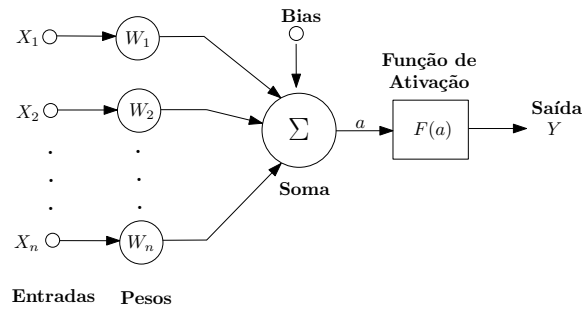 Bias
X₁
W₁
Função de
Ativação
X₂
W₂
Σ
a
F(a)
Saída
Y
Soma
Xₙ
Wₙ
Entradas
Pesos